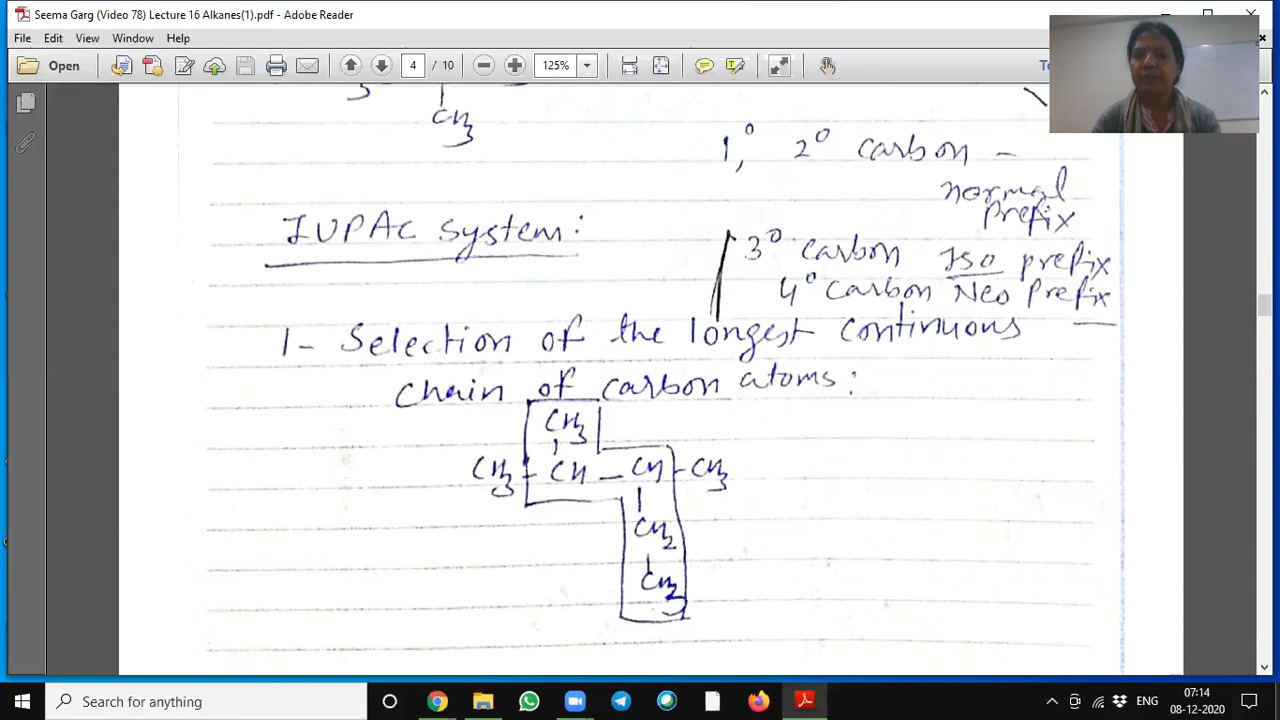 Seema Garg (Video 78) Lecture 16 Alkanes(1).pdf - Adobe Reader
File Edit View Window Help
Open 4 / 10 125%
CH3
1°, 2° carbon -
normal
prefix
IUPAC system:
3° carbon Iso prefix
4° carbon Neo Prefix
1- Selection of the longest continuous
chain of carbon atoms:
CH3
CH3 - CH - CH - CH3
CH2
CH3
Search for anything
ENG
07:14
08-12-2020